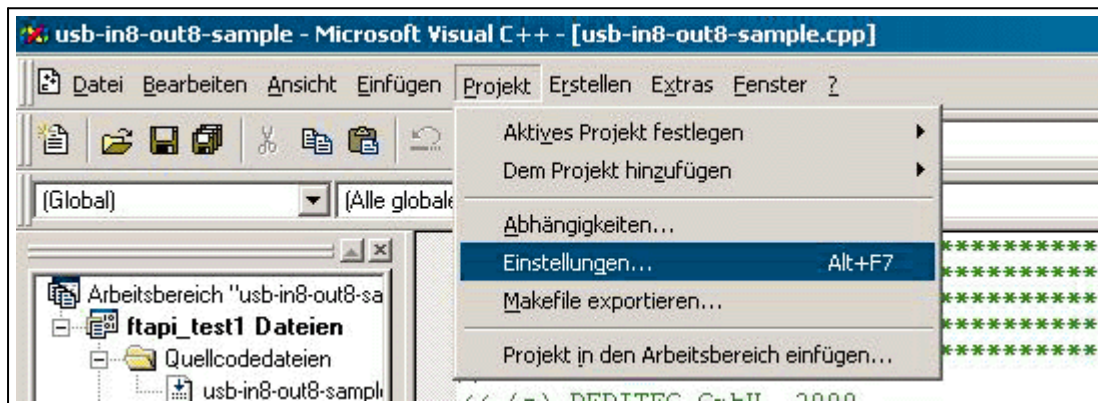 usb-in8-out8-sample - Microsoft Visual C++ - [usb-in8-out8-sample.cpp]
Datei Bearbeiten Ansicht Einfügen Projekt Erstellen Extras Fenster ?
Aktives Projekt festlegen
Dem Projekt hinzufügen
Abhängigkeiten...
Einstellungen... Alt+F7
Makefile exportieren...
Projekt in den Arbeitsbereich einfügen...
(Global) (Alle globale
Arbeitsbereich "usb-in8-out8-sa
ftapi_test1 Dateien
Quellcodedateien
usb-in8-out8-sampl
**********
**********
**********
**********
**********